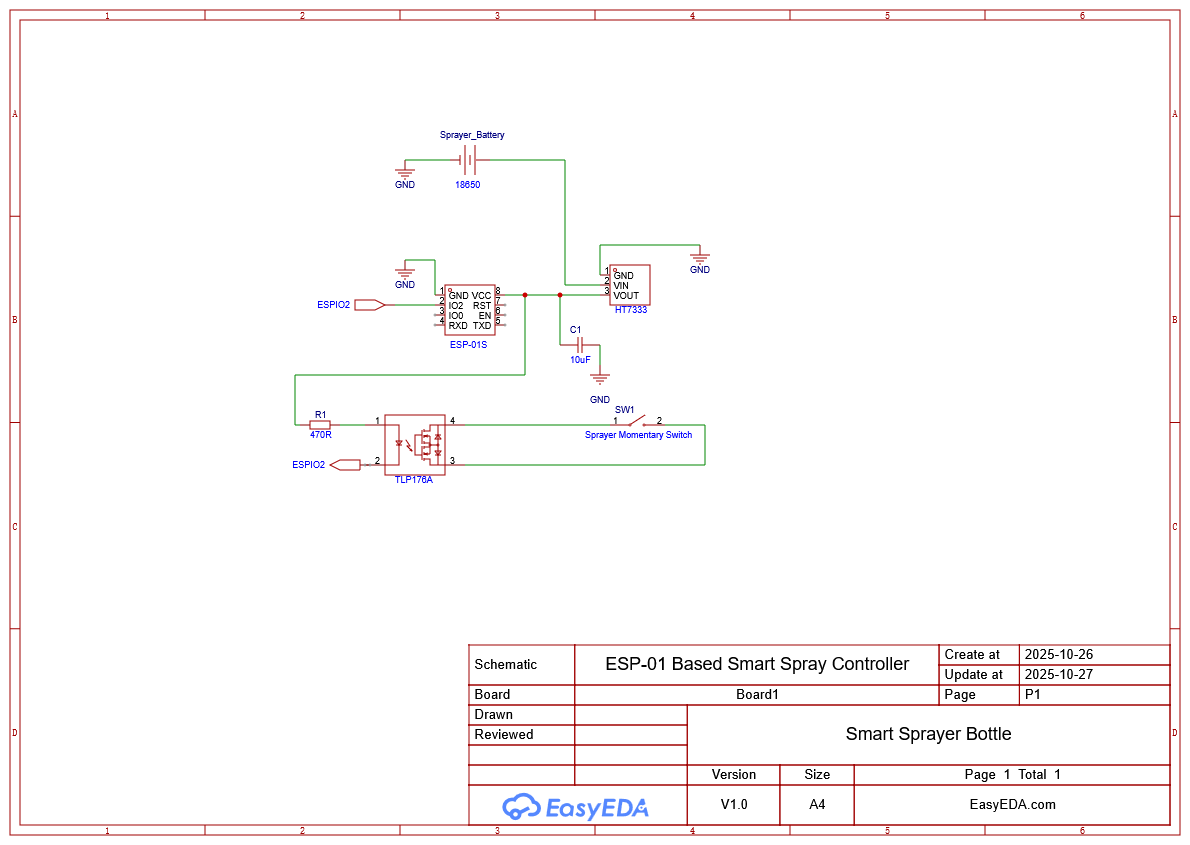 1 2 3 4 5 6
A A
Sprayer_Battery
GND
18650
GND
GND
1 GND
2 VIN
3 VOUT
HT7333
ESPIO2
1 GND VCC 8
2 IO2 RST 7
3 IO0 EN 6
4 RXD TXD 5
ESP-01S
B B
C1
10uF
GND
R1
470R
1 4
SW1
1 2
Sprayer Momentary Switch
ESPIO2
2 3
TLP176A
C C
Schematic ESP-01 Based Smart Spray Controller Create at 2025-10-26
Update at 2025-10-27
Board Board1 Page P1
Drawn
Reviewed
Smart Sprayer Bottle
D D
Version Size Page 1 Total 1
EasyEDA V1.0 A4 EasyEDA.com
1 2 3 4 5 6